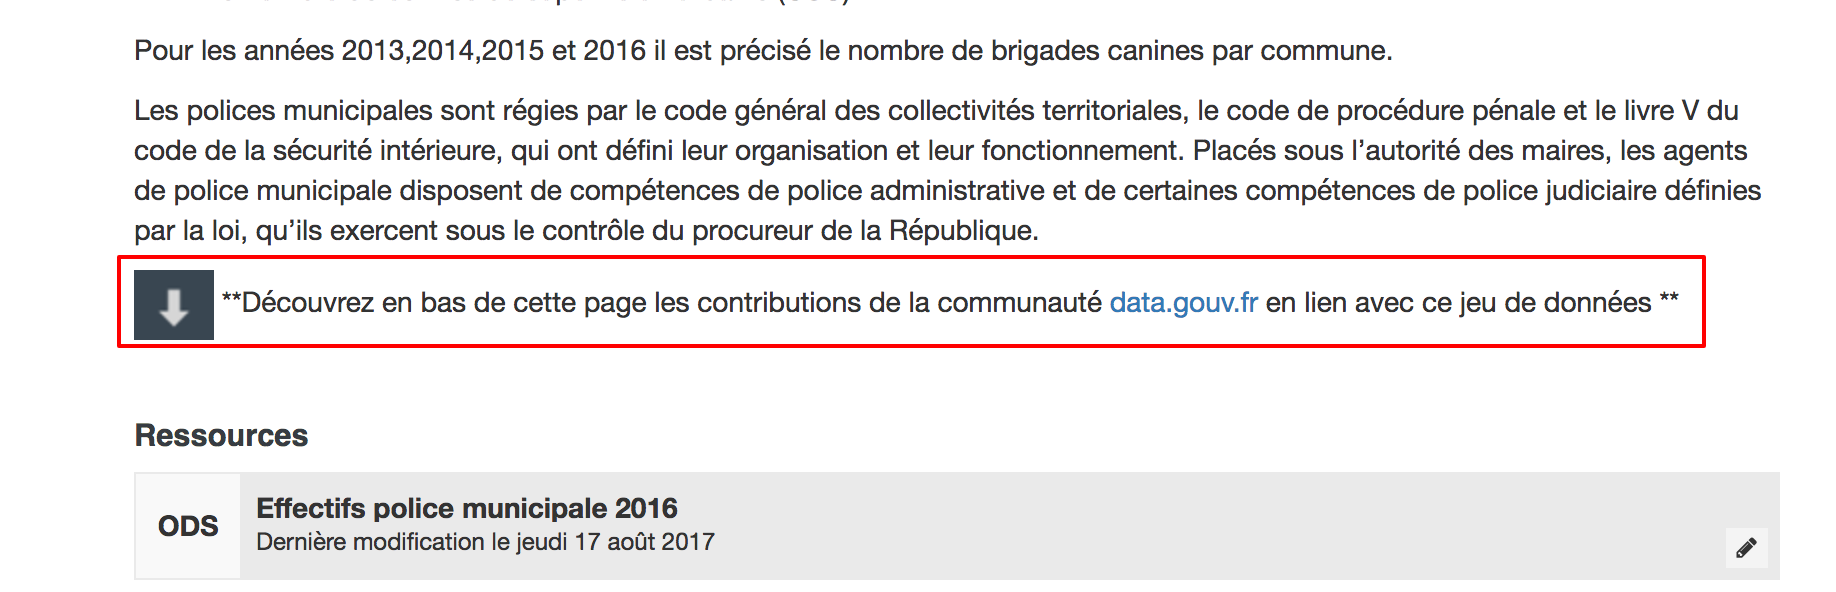 Pour les années 2013,2014,2015 et 2016 il est précisé le nombre de brigades canines par commune.
Les polices municipales sont régies par le code général des collectivités territoriales, le code de procédure pénale et le livre V du
code de la sécurité intérieure, qui ont défini leur organisation et leur fonctionnement. Placés sous l’autorité des maires, les agents
de police municipale disposent de compétences de police administrative et de certaines compétences de police judiciaire définies
par la loi, qu’ils exercent sous le contrôle du procureur de la République.
**Découvrez en bas de cette page les contributions de la communauté data.gouv.fr en lien avec ce jeu de données **
Ressources
ODS
Effectifs police municipale 2016
Dernière modification le jeudi 17 août 2017